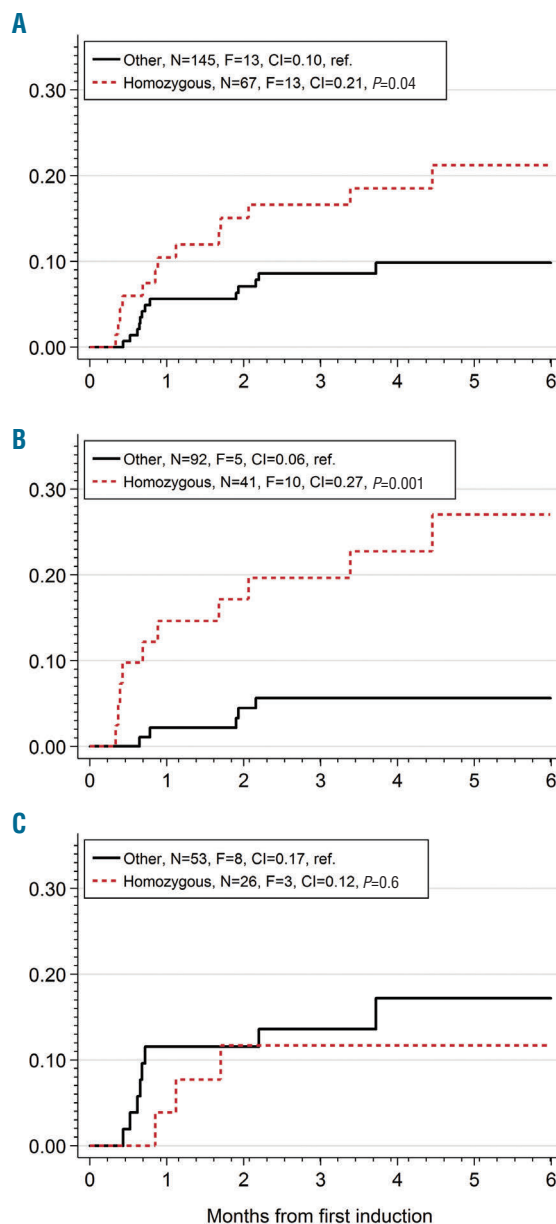 A
Other, N=145, F=13, CI=0.10, ref.
Homozygous, N=67, F=13, CI=0.21, P=0.04
0.30
0.20
0.10
0.00
0 1 2 3 4 5 6
B
Other, N=92, F=5, CI=0.06, ref.
Homozygous, N=41, F=10, CI=0.27, P=0.001
0.30
0.20
0.10
0.00
0 1 2 3 4 5 6
C
Other, N=53, F=8, CI=0.17, ref.
Homozygous, N=26, F=3, CI=0.12, P=0.6
0.30
0.20
0.10
0.00
0 1 2 3 4 5 6
Months from first induction